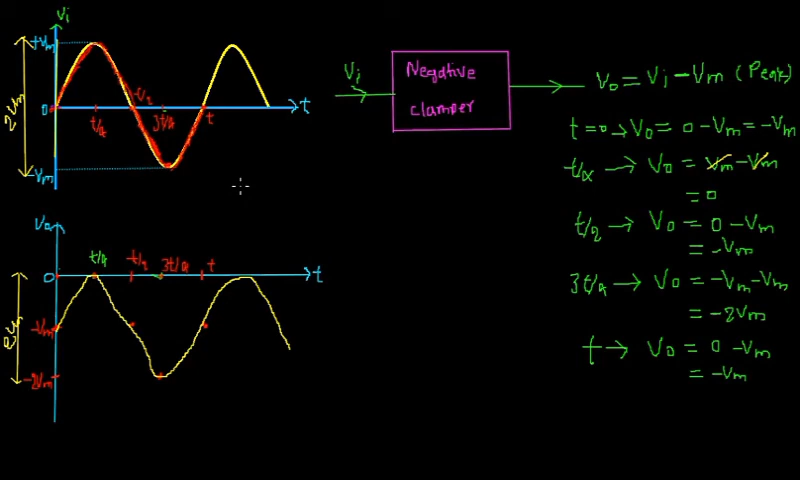 Vi
+Vm
2Vm
0
t/4
t/2
3t/4
t
t
-Vm
Vi
Negative
clamper
Vo = Vi - Vm (Peak)
t=0 → Vo = 0 - Vm = -Vm
t/4 → Vo = Vm - Vm
= 0
t/2 → Vo = 0 - Vm
= -Vm
3t/4 → Vo = -Vm - Vm
= -2Vm
t → Vo = 0 - Vm
= -Vm
Vo
0
t/4
t/2
3t/4
t
t
-Vm
2Vm
-2Vm